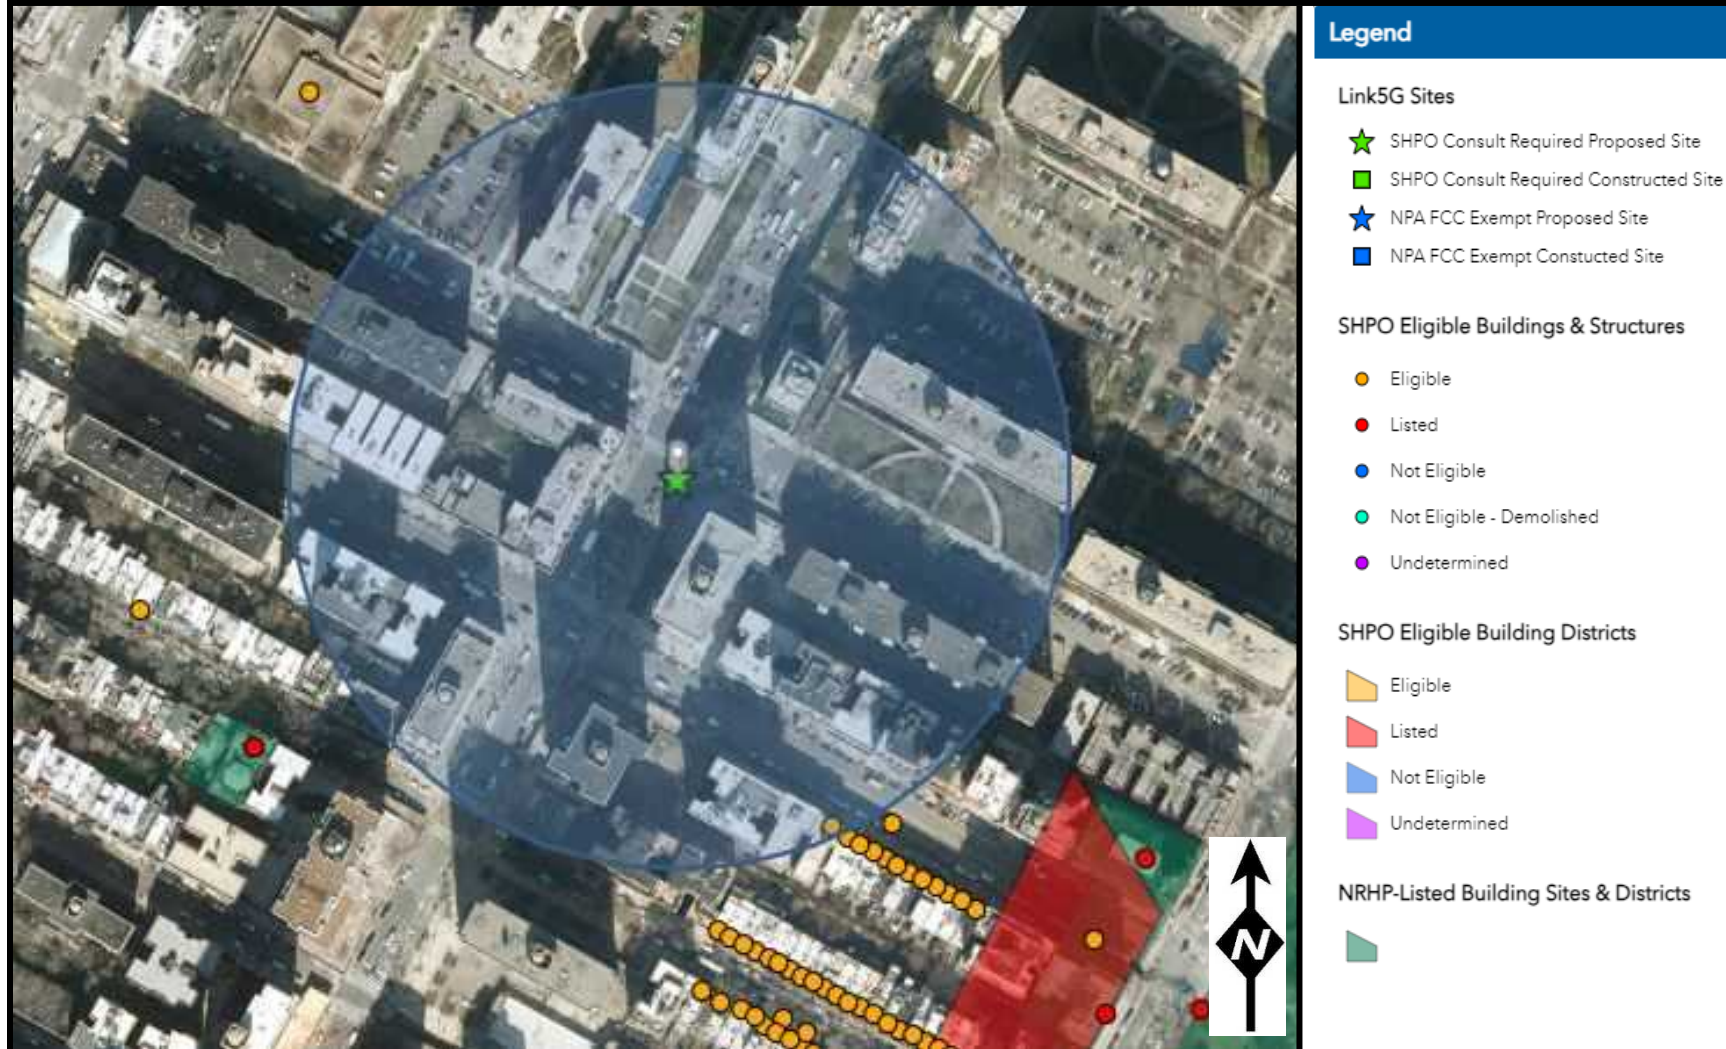 Legend
Link5G Sites
SHPO Consult Required Proposed Site
SHPO Consult Required Constructed Site
NPA FCC Exempt Proposed Site
NPA FCC Exempt Constucted Site
SHPO Eligible Buildings & Structures
Eligible
Listed
Not Eligible
Not Eligible - Demolished
Undetermined
SHPO Eligible Building Districts
Eligible
Listed
Not Eligible
Undetermined
NRHP-Listed Building Sites & Districts
N